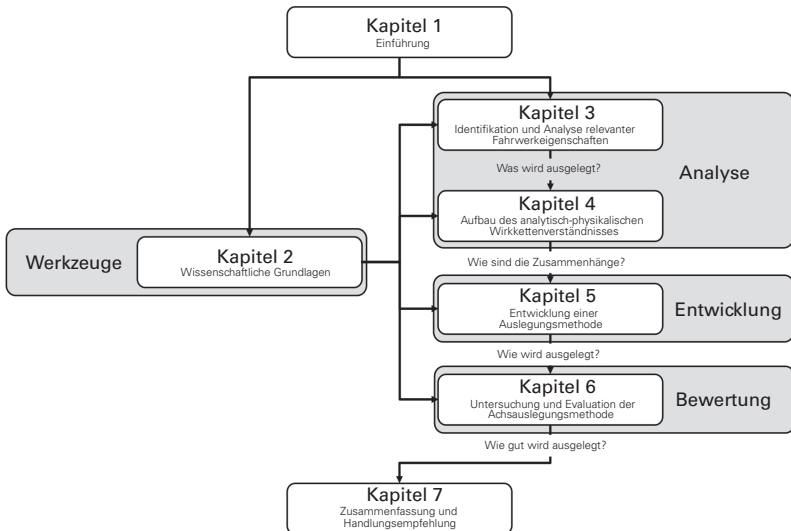 Kapitel 1
Einführung
Kapitel 3
Identifikation und Analyse relevanter
Fahrwerkeigenschaften
Was wird ausgelegt?
Analyse
Kapitel 4
Aufbau des analytisch-physikalischen
Wirkkettenverständnisses
Werkzeuge
Kapitel 2
Wissenschaftliche Grundlagen
Wie sind die Zusammenhänge?
Kapitel 5
Entwicklung einer
Auslegungsmethode
Entwicklung
Wie wird ausgelegt?
Kapitel 6
Untersuchung und Evaluation der
Achsauslegungsmethode
Bewertung
Wie gut wird ausgelegt?
Kapitel 7
Zusammenfassung und
Handlungsempfehlung